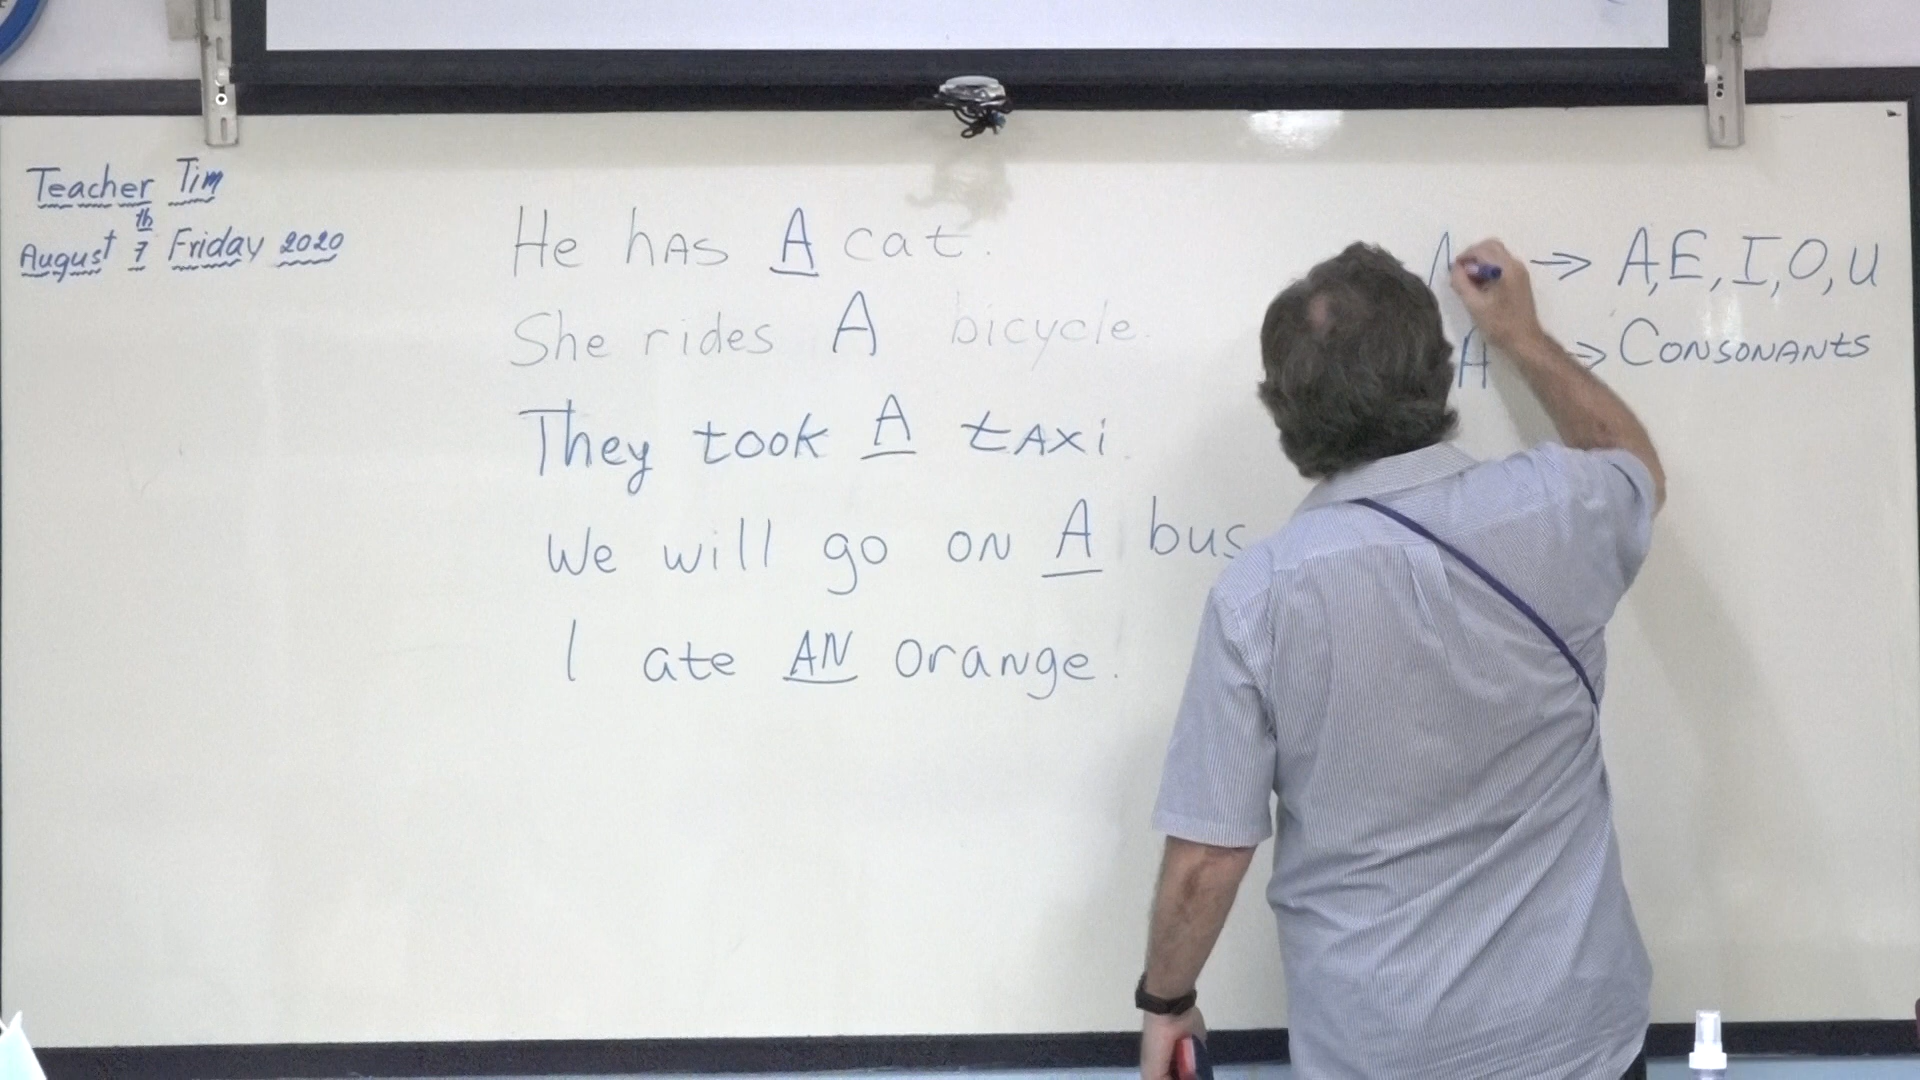 Teacher Tim
August 7th Friday 2020
He hAs A cat.
She rides A bicycle.
They took A tAxi.
We will go oN A bus
I ate AN orange.
→ A, E, I, O, U
A → CoNsoNANts